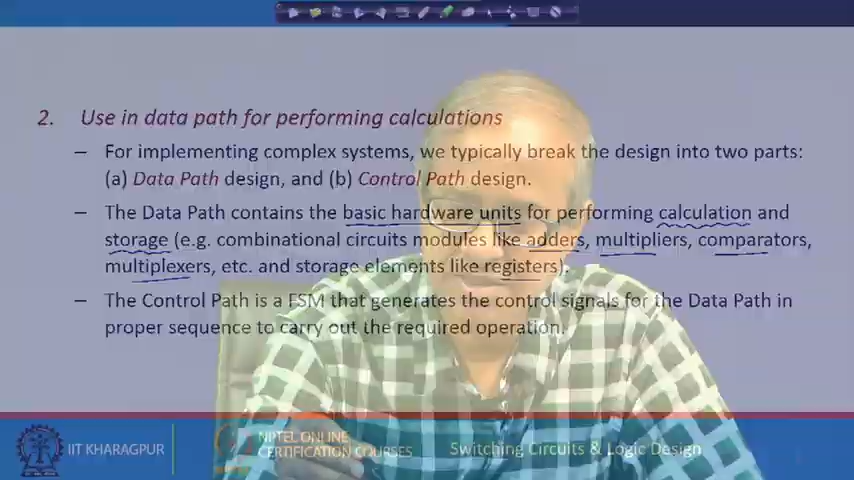 2. Use in data path for performing calculations
– For implementing complex systems, we typically break the design into two parts:
(a) Data Path design, and (b) Control Path design.
– The Data Path contains the basic hardware units for performing calculation and
storage (e.g. combinational circuits modules like adders, multipliers, comparators,
multiplexers, etc. and storage elements like registers).
– The Control Path is a FSM that generates the control signals for the Data Path in
proper sequence to carry out the required operation.
IIT KHARAGPUR
NPTEL ONLINE
CERTIFICATION COURSES
Switching Circuits & Logic Design